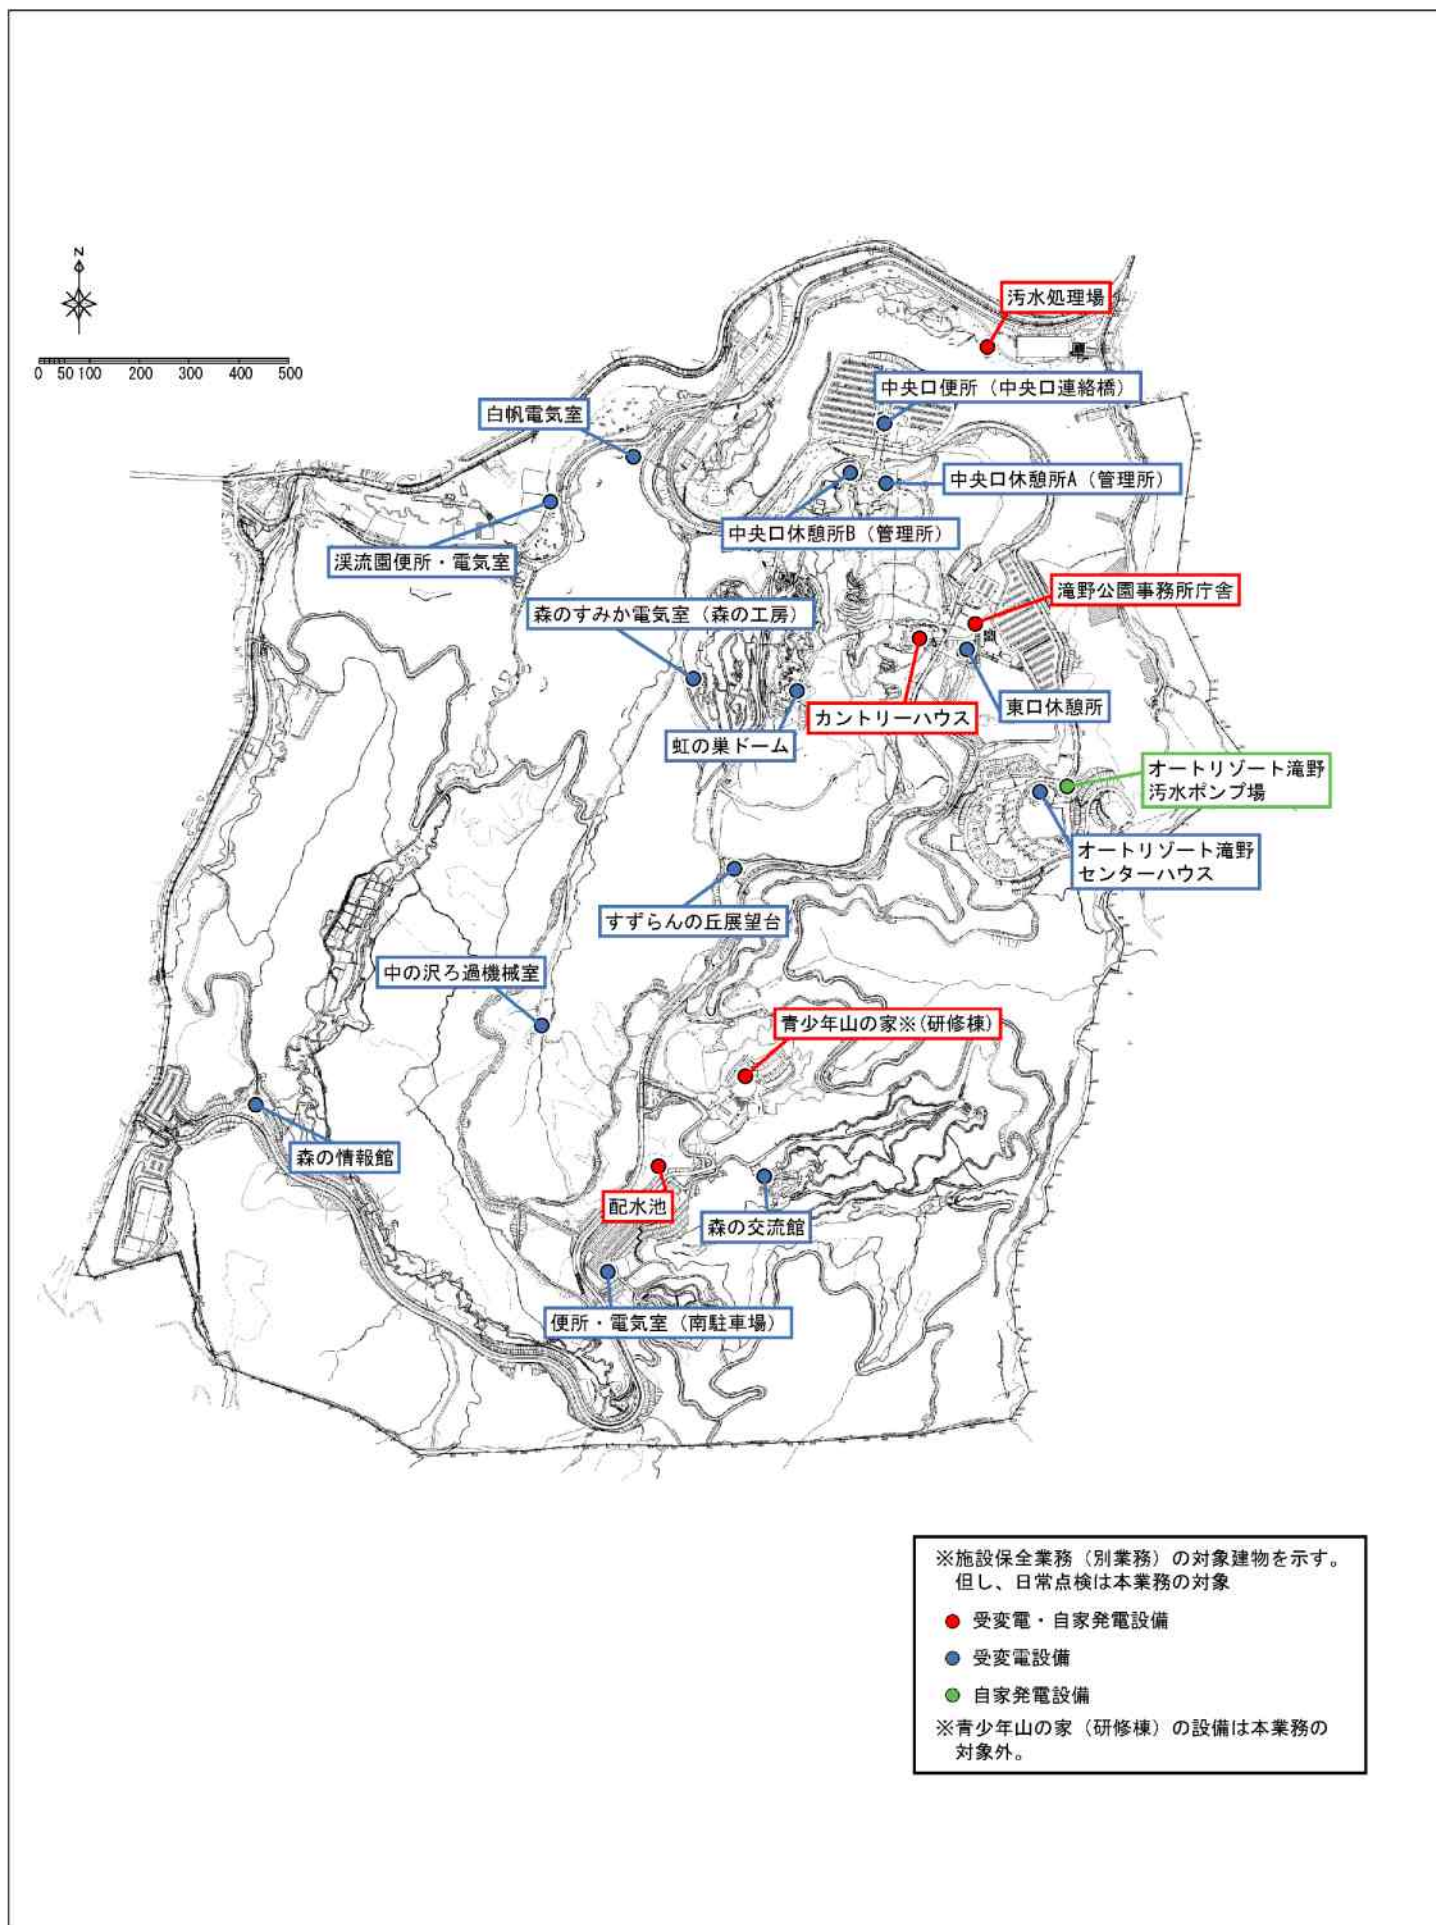 汚水処理場
N
0 50 100 200 300 400 500
中央口便所（中央口連絡橋）
白帆電気室
中央口休憩所A（管理所）
中央口休憩所B（管理所）
渓流園便所・電気室
滝野公園事務所庁舎
森のすみか電気室（森の工房）
東口休憩所
カントリーハウス
虹の巣ドーム
オートリゾート滝野
汚水ポンプ場
オートリゾート滝野
センターハウス
すずらんの丘展望台
中の沢ろ過機械室
青少年山の家※(研修棟)
森の情報館
配水池
森の交流館
便所・電気室（南駐車場）
※施設保全業務（別業務）の対象建物を示す。
但し、日常点検は本業務の対象
受変電・自家発電設備
受変電設備
自家発電設備
※青少年山の家（研修棟）の設備は本業務の
対象外。